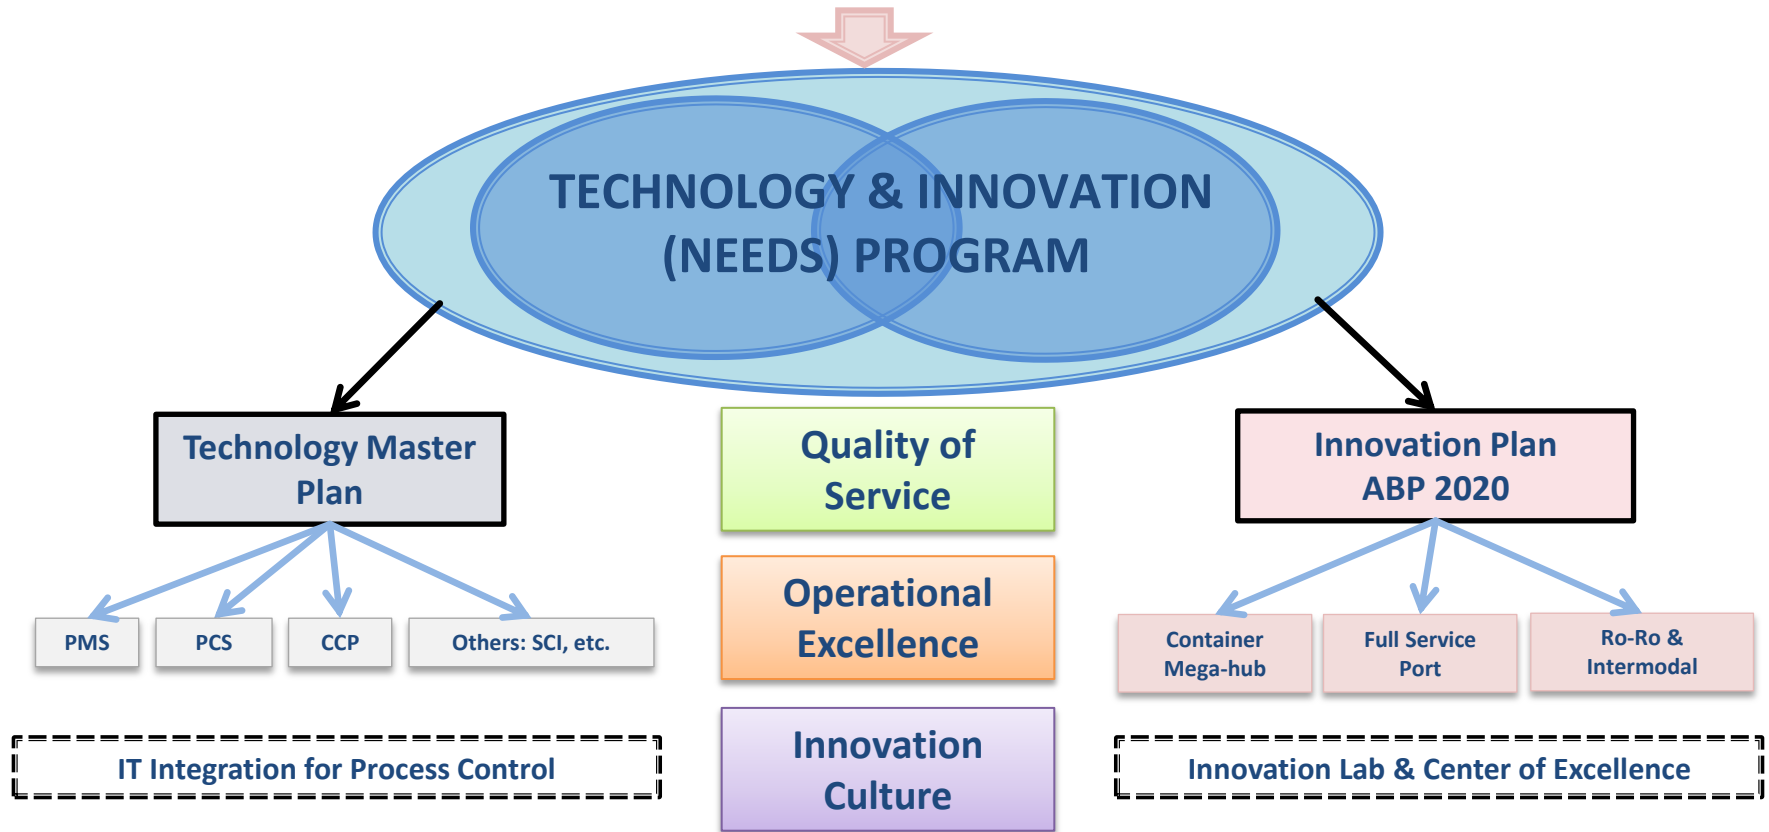 TECHNOLOGY & INNOVATION
(NEEDS) PROGRAM
Technology Master
Plan
Quality of
Service
Innovation Plan
ABP 2020
Operational
Excellence
PMS
PCS
CCP
Others: SCI, etc.
Container
Mega-hub
Full Service
Port
Ro-Ro &
Intermodal
IT Integration for Process Control
Innovation
Culture
Innovation Lab & Center of Excellence